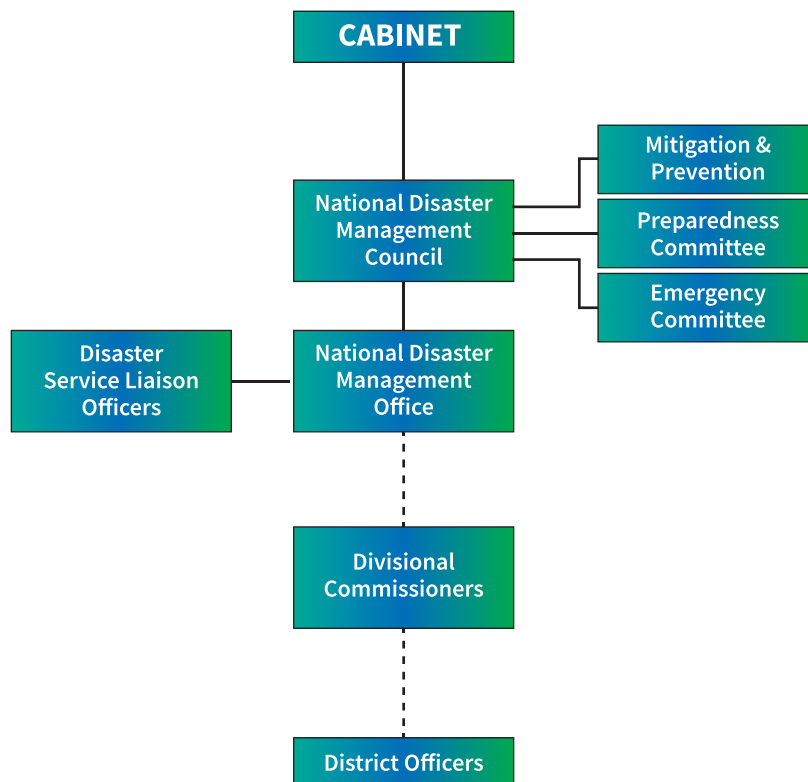 CABINET
Mitigation &
Prevention
National Disaster
Management
Council
Preparedness
Committee
Emergency
Committee
Disaster
Service Liaison
Officers
National Disaster
Management
Office
Divisional
Commissioners
District Officers